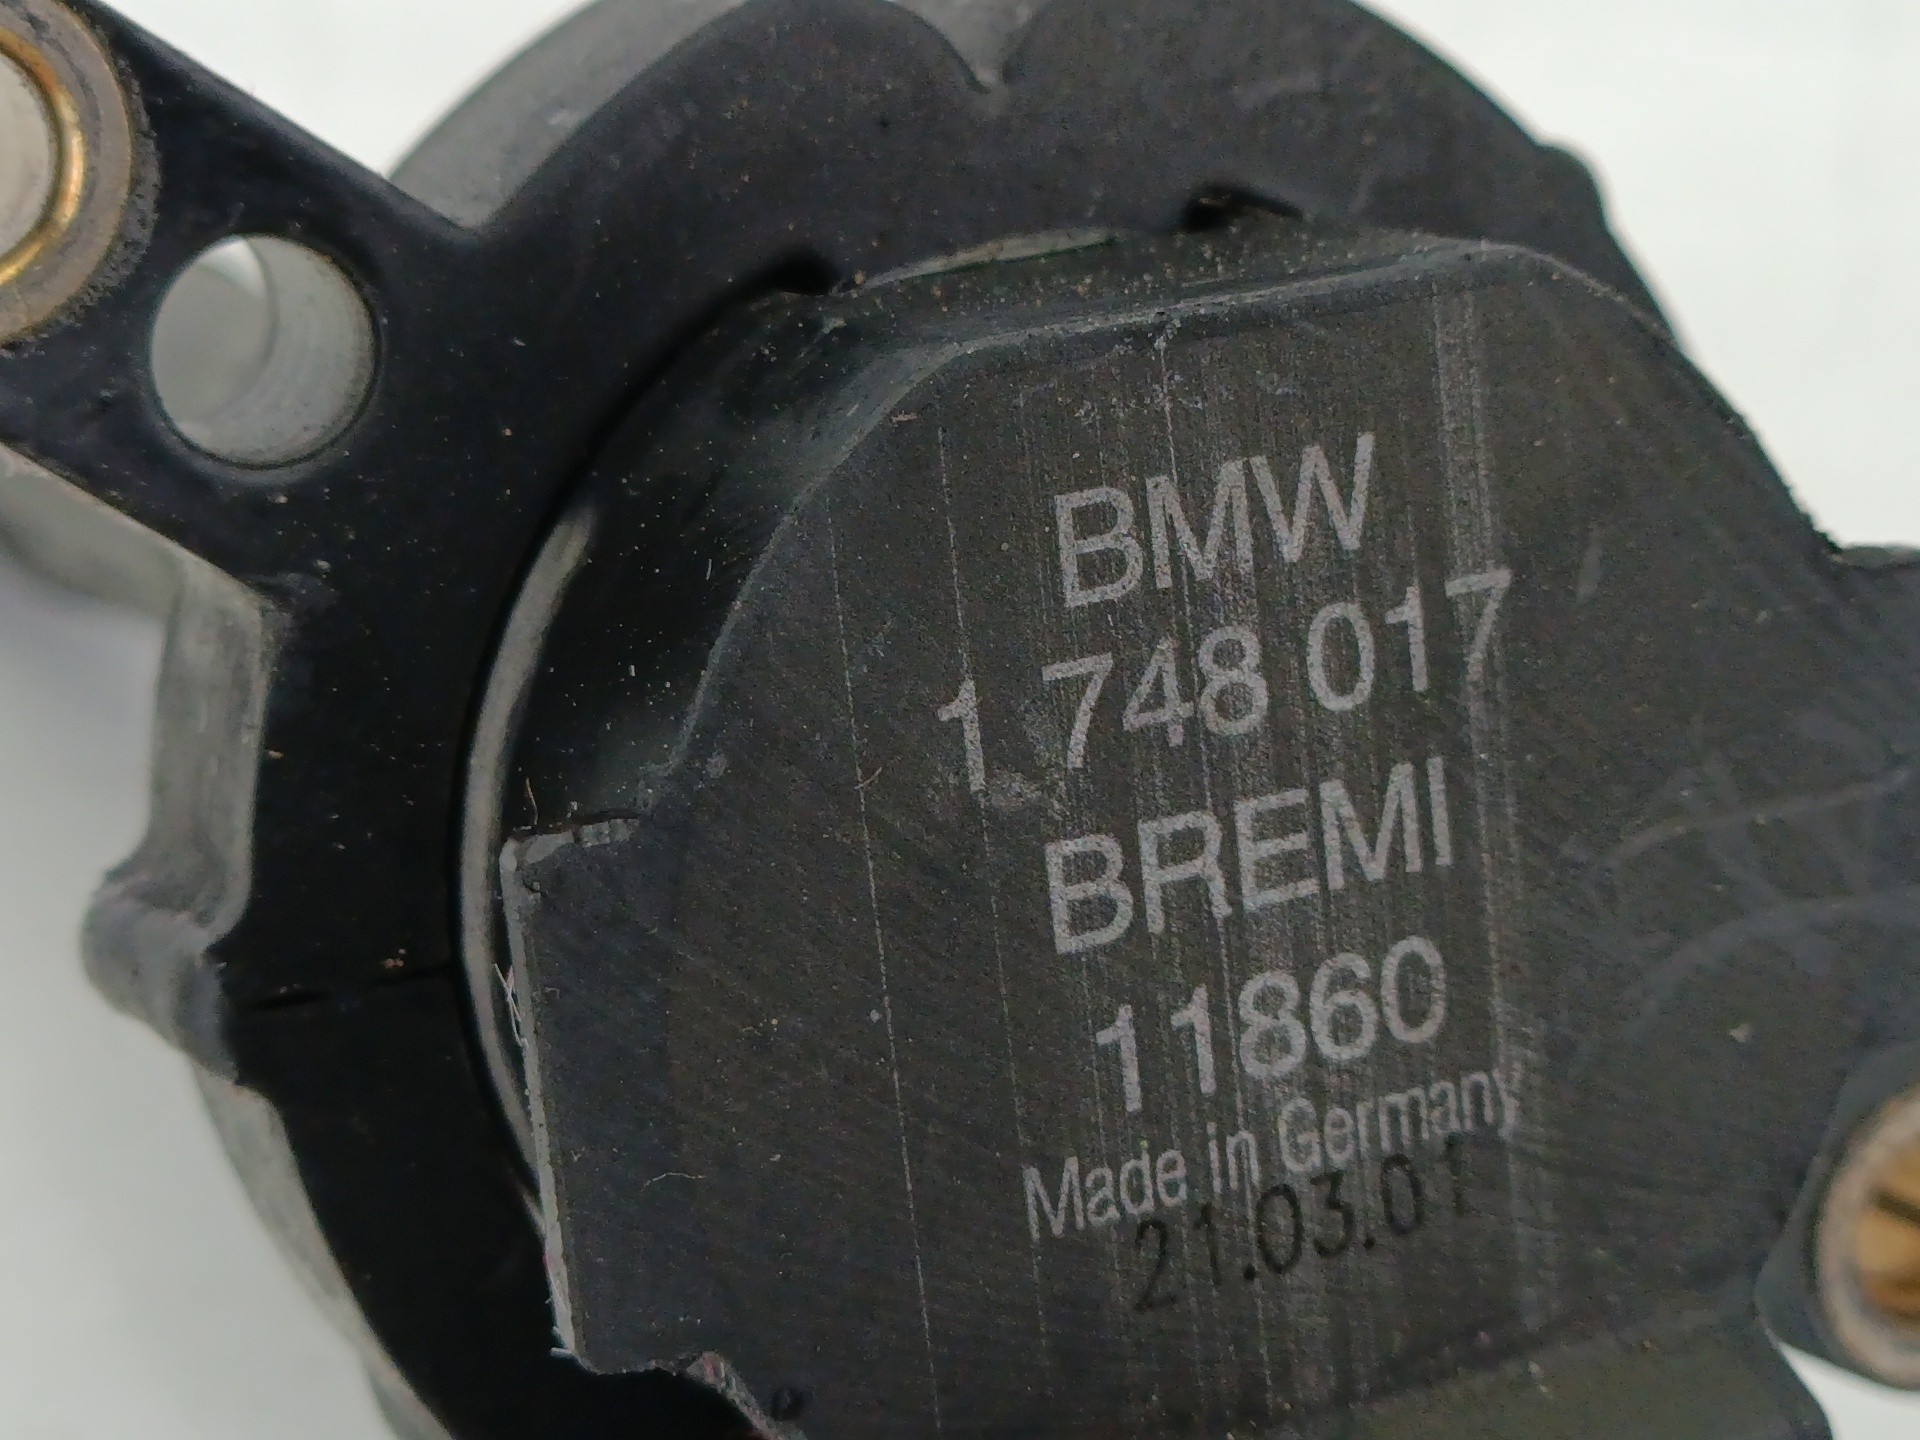 BMW
1 748 017
BREMI
11860
Made in Germany
21.03.01